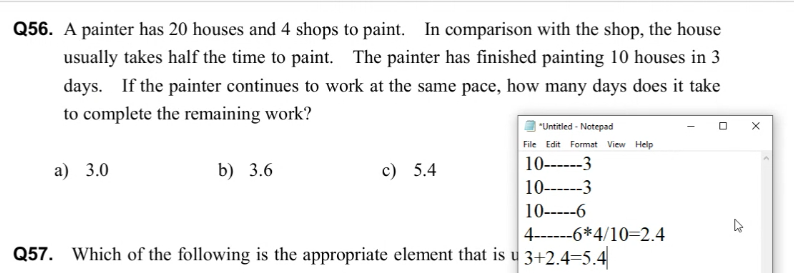 Q56. A painter has 20 houses and 4 shops to paint. In comparison with the shop, the house
usually takes half the time to paint. The painter has finished painting 10 houses in 3
days. If the painter continues to work at the same pace, how many days does it take
to complete the remaining work?
*Untitled - Notepad
File Edit Format View Help
a) 3.0 b) 3.6 c) 5.4
10------3
10------3
10-----6
4------6*4/10=2.4
3+2.4=5.4
Q57. Which of the following is the appropriate element that is